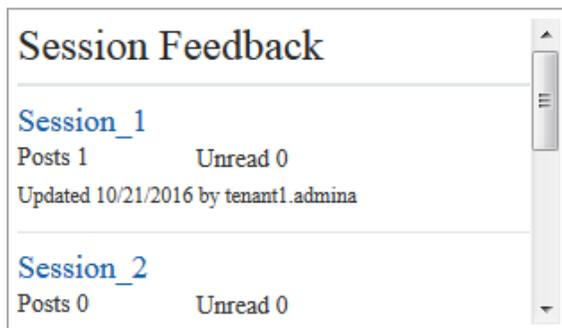 Session Feedback
Session_1
Posts 1 Unread 0
Updated 10/21/2016 by tenant1.admina
Session_2
Posts 0 Unread 0